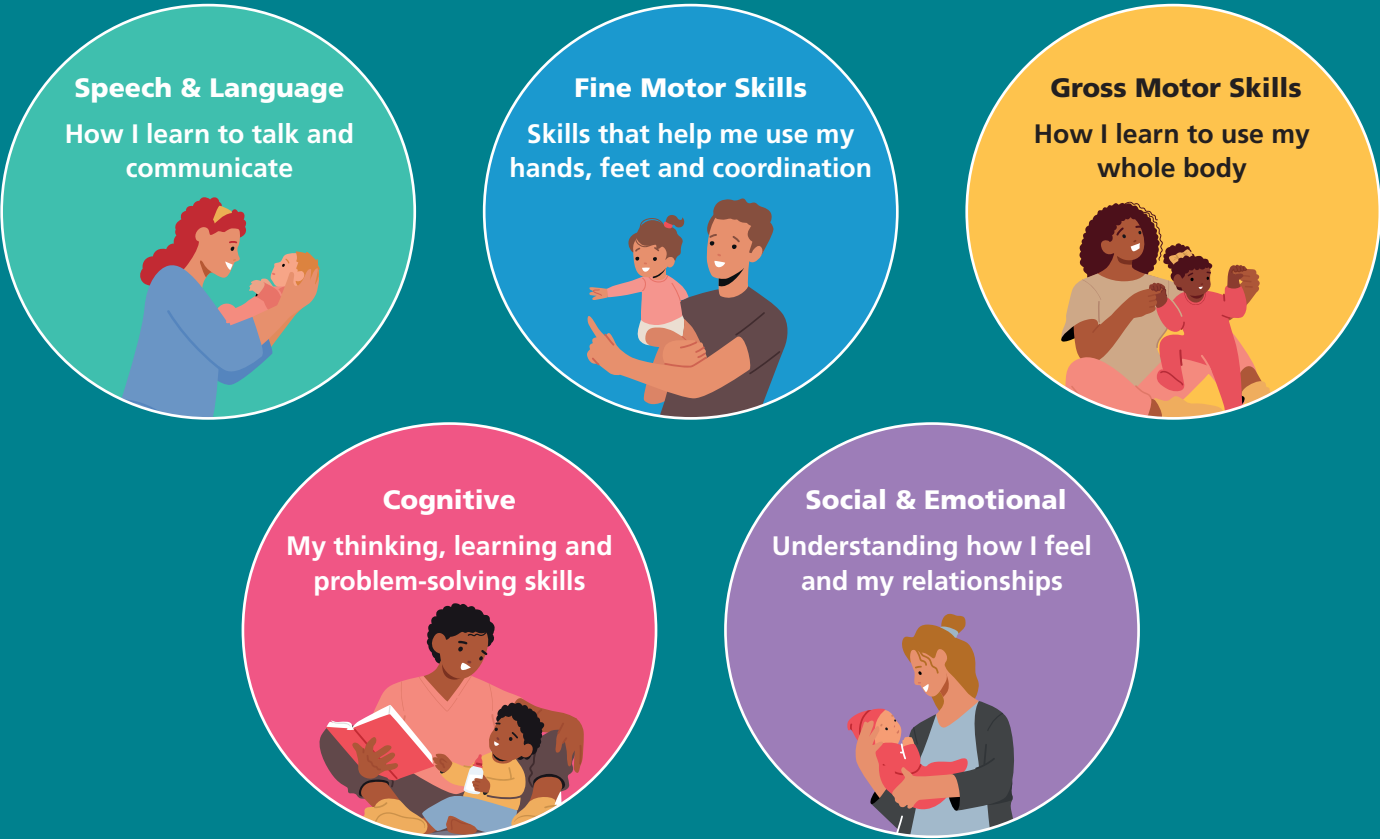 Speech & Language
How I learn to talk and
communicate
Fine Motor Skills
Skills that help me use my
hands, feet and coordination
Gross Motor Skills
How I learn to use my
whole body
Cognitive
My thinking, learning and
problem-solving skills
Social & Emotional
Understanding how I feel
and my relationships